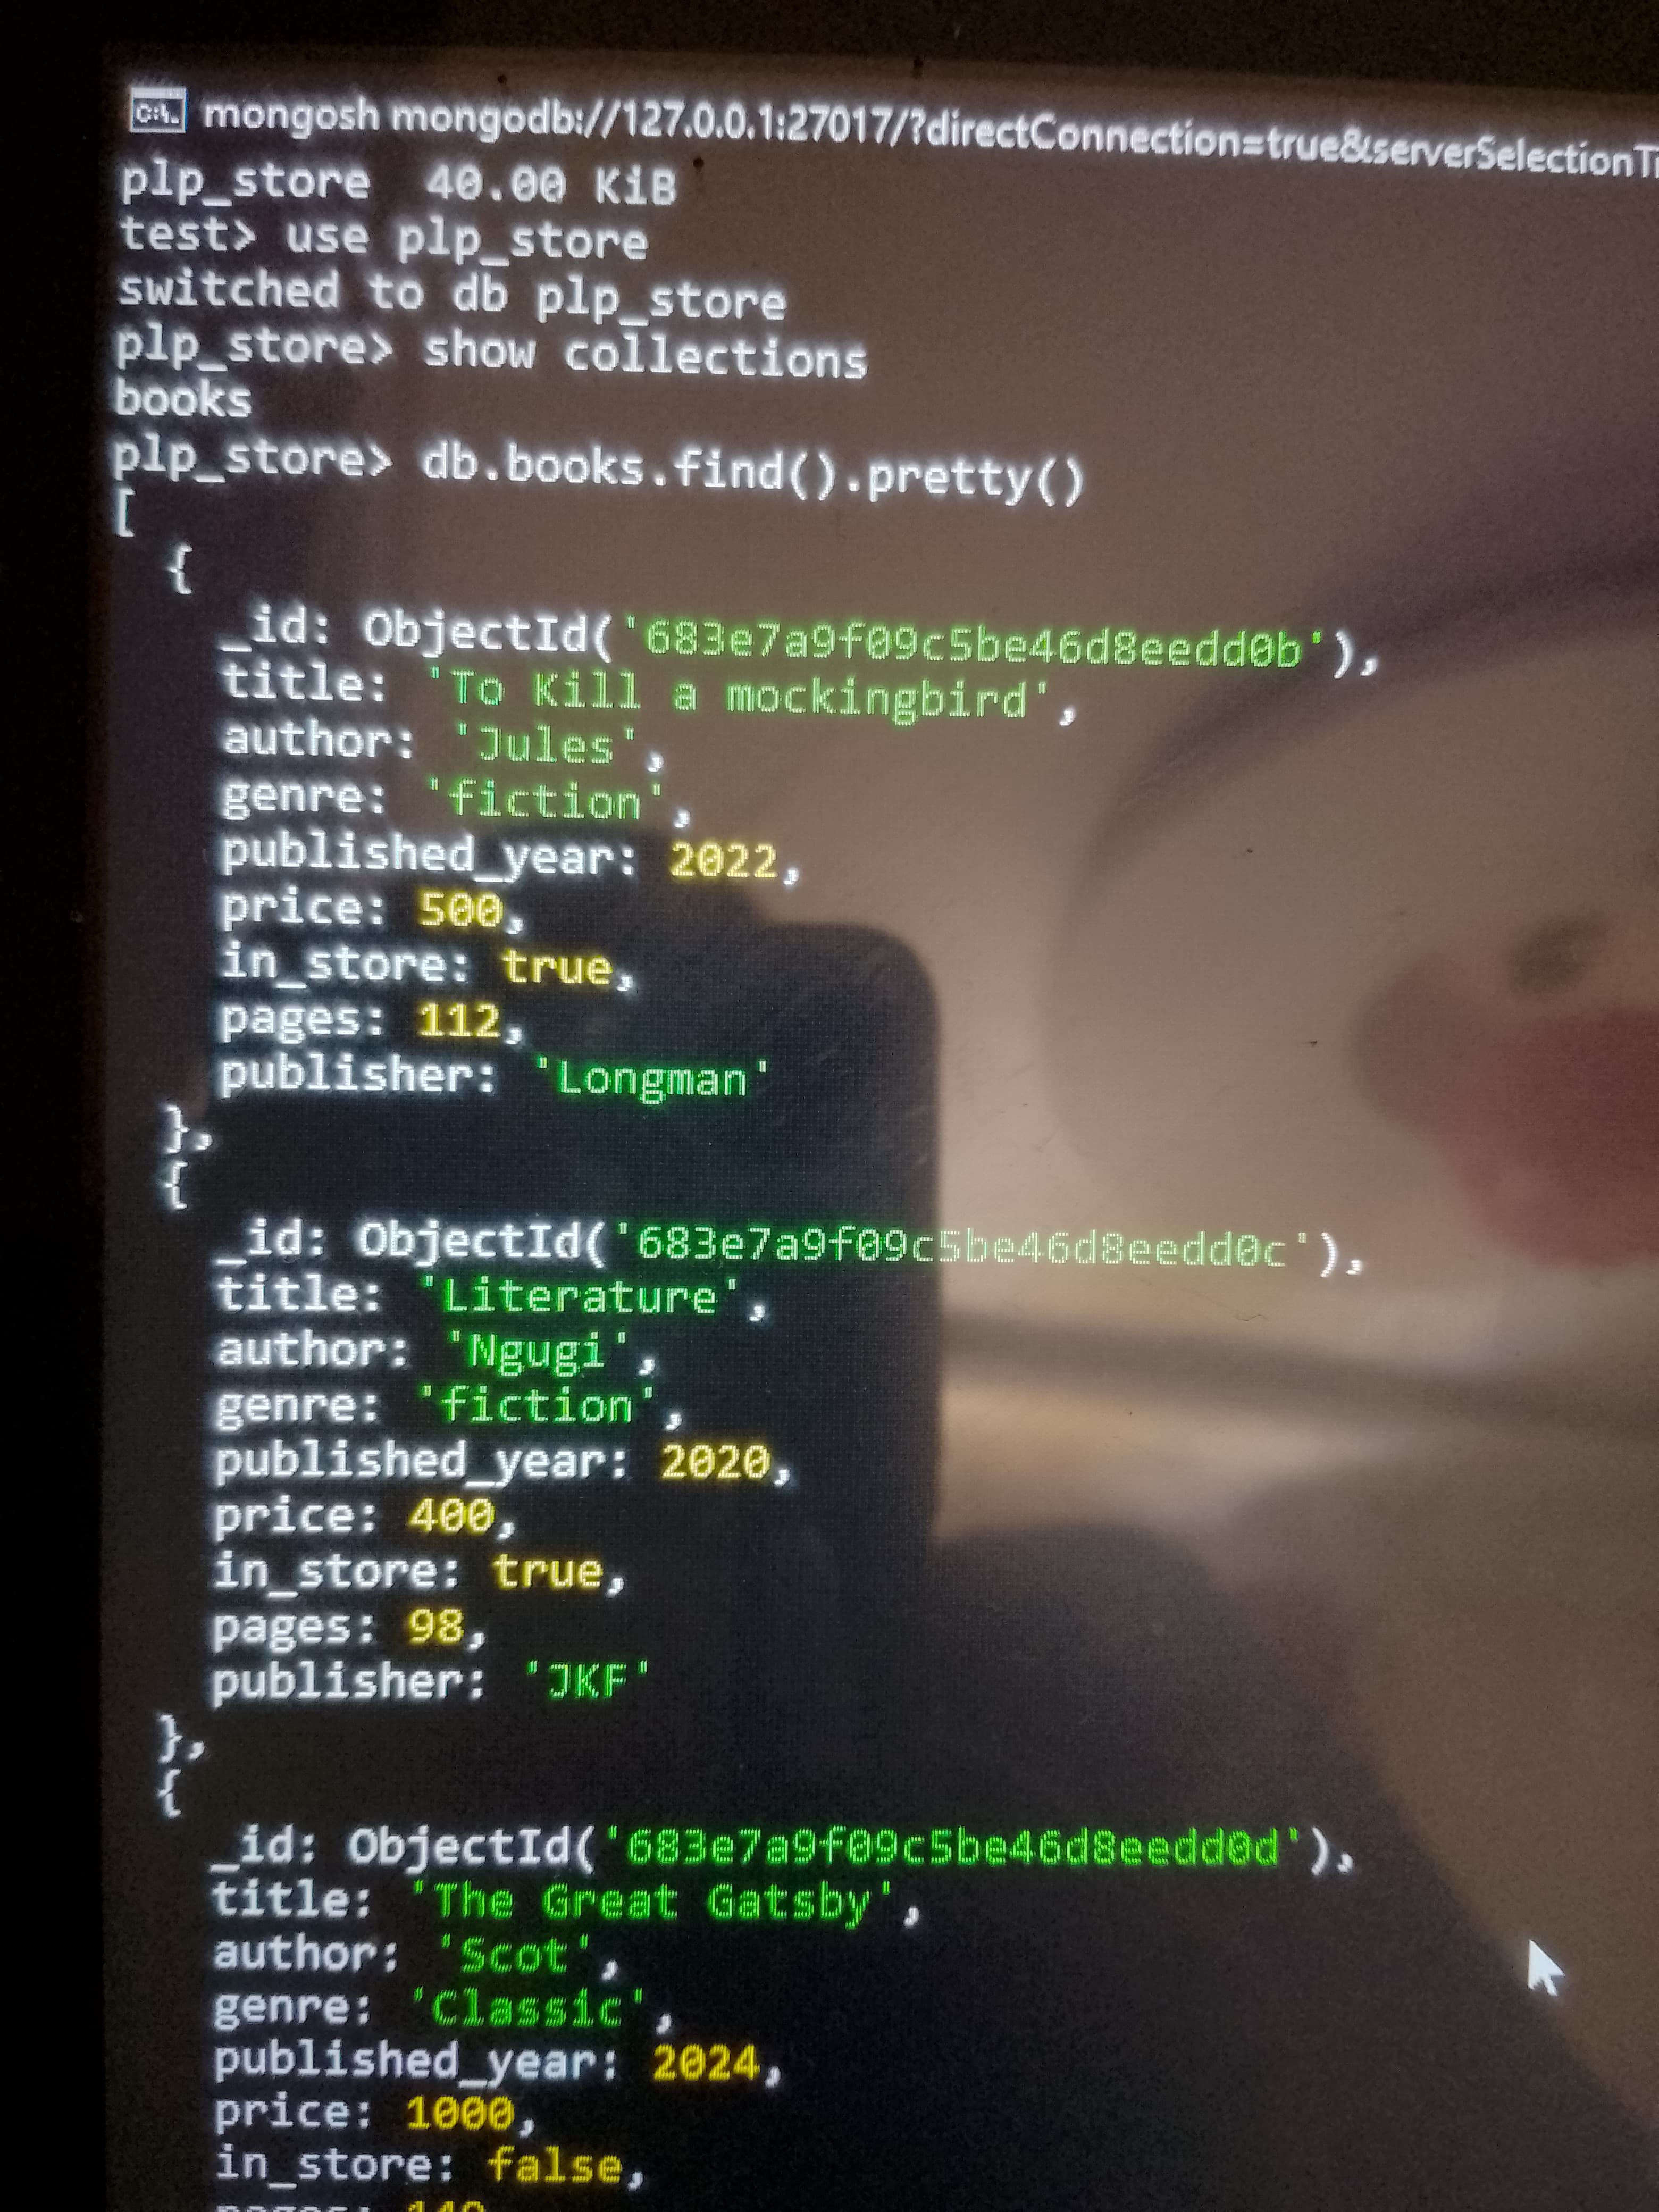 mongosh mongodb://127.0.0.1:27017/?directConnection=true&serverSelectionTi
plp_store  40.00 KiB
test> use plp_store
switched to db plp_store
plp_store> show collections
books
plp_store> db.books.find().pretty()
[
  {
    _id: ObjectId('683e7a9f09c5be46d8eedd0b'),
    title: 'To Kill a mockingbird',
    author: 'Jules',
    genre: 'fiction',
    published_year: 2022,
    price: 500,
    in_store: true,
    pages: 112,
    publisher: 'Longman'
  },
  {
    _id: ObjectId('683e7a9f09c5be46d8eedd0c'),
    title: 'Literature',
    author: 'Ngugi',
    genre: 'fiction',
    published_year: 2020,
    price: 400,
    in_store: true,
    pages: 98,
    publisher: 'JKF'
  },
  {
    _id: ObjectId('683e7a9f09c5be46d8eedd0d'),
    title: 'The Great Gatsby',
    author: 'Scot',
    genre: 'Classic',
    published_year: 2024,
    price: 1000,
    in_store: false,
    pages: